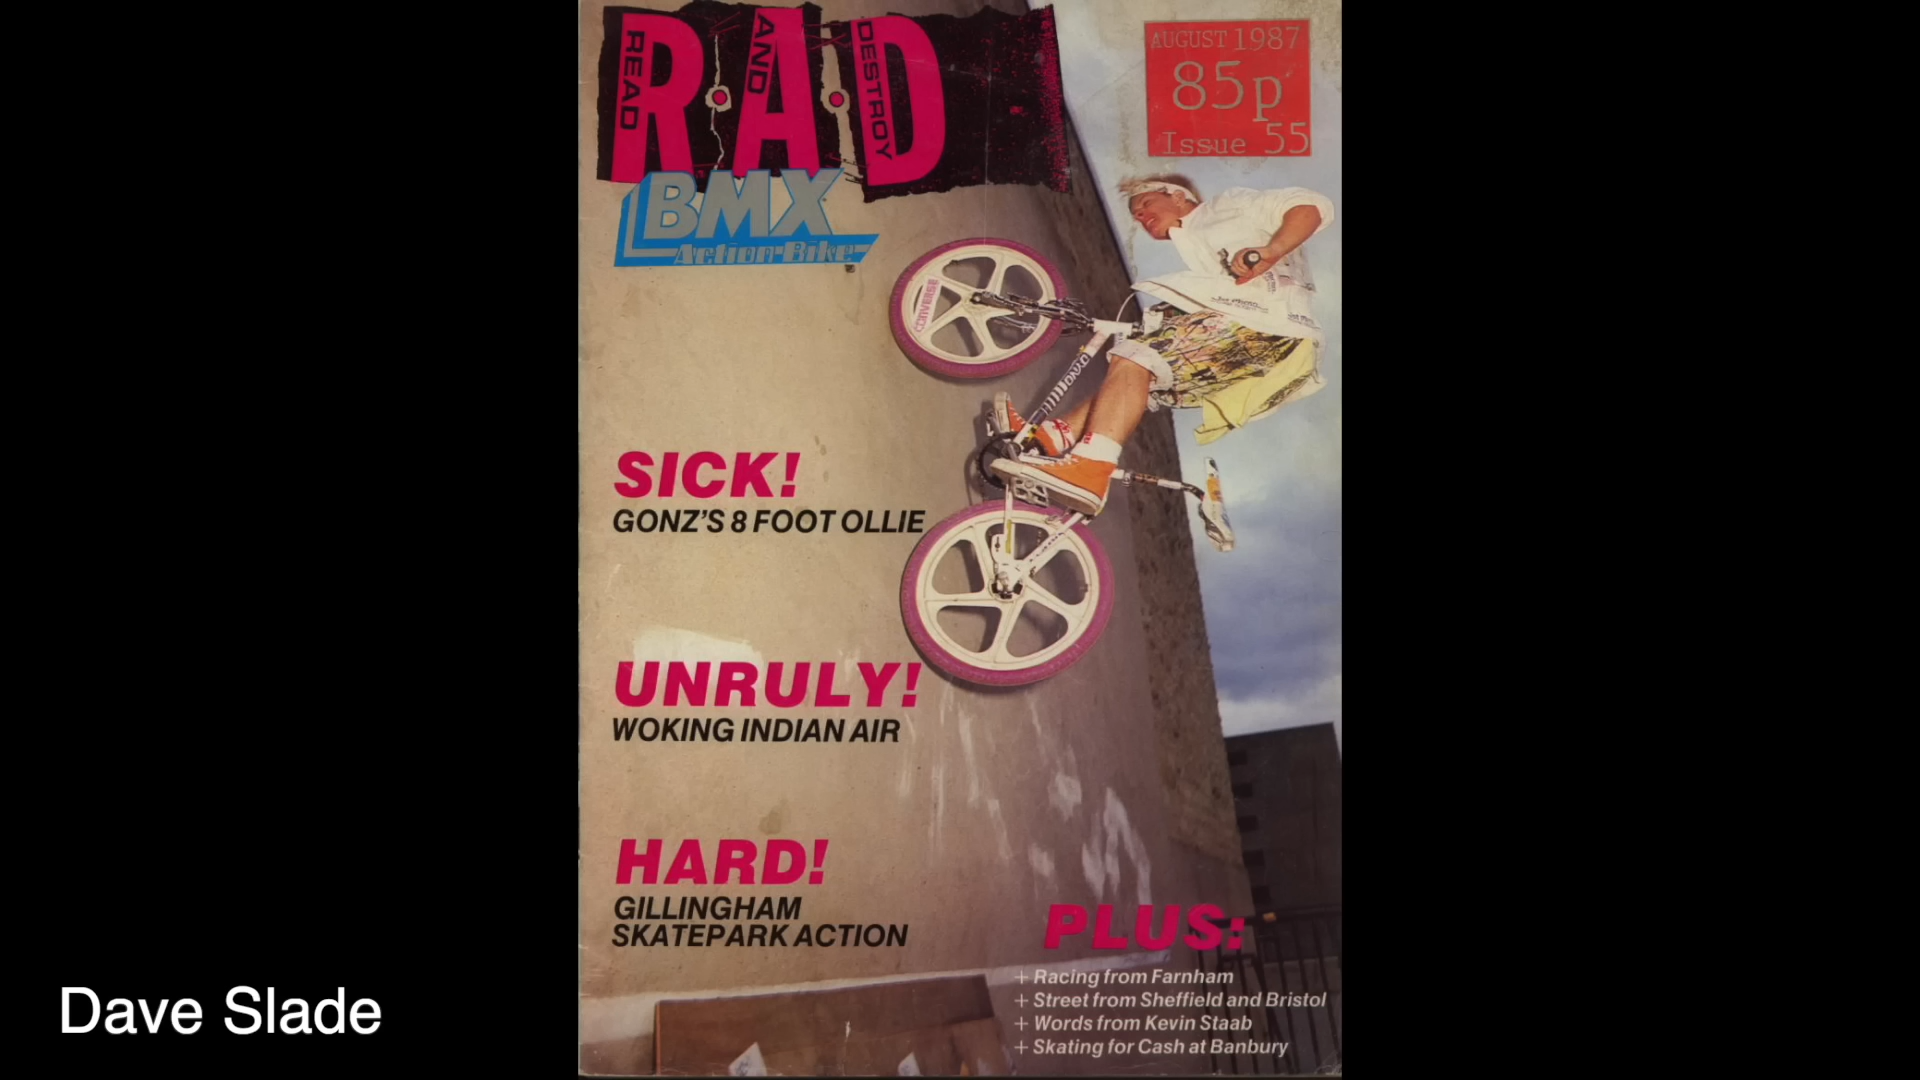 READ AND DESTROY
R·A·D
BMX
Action·Bike
AUGUST 1987
85p
Issue 55
CONVERSE
SICK!
GONZ'S 8 FOOT OLLIE
UNRULY!
WOKING INDIAN AIR
HARD!
GILLINGHAM
SKATEPARK ACTION
PLUS:
+ Racing from Farnham
+ Street from Sheffield and Bristol
+ Words from Kevin Staab
+ Skating for Cash at Banbury
Dave Slade